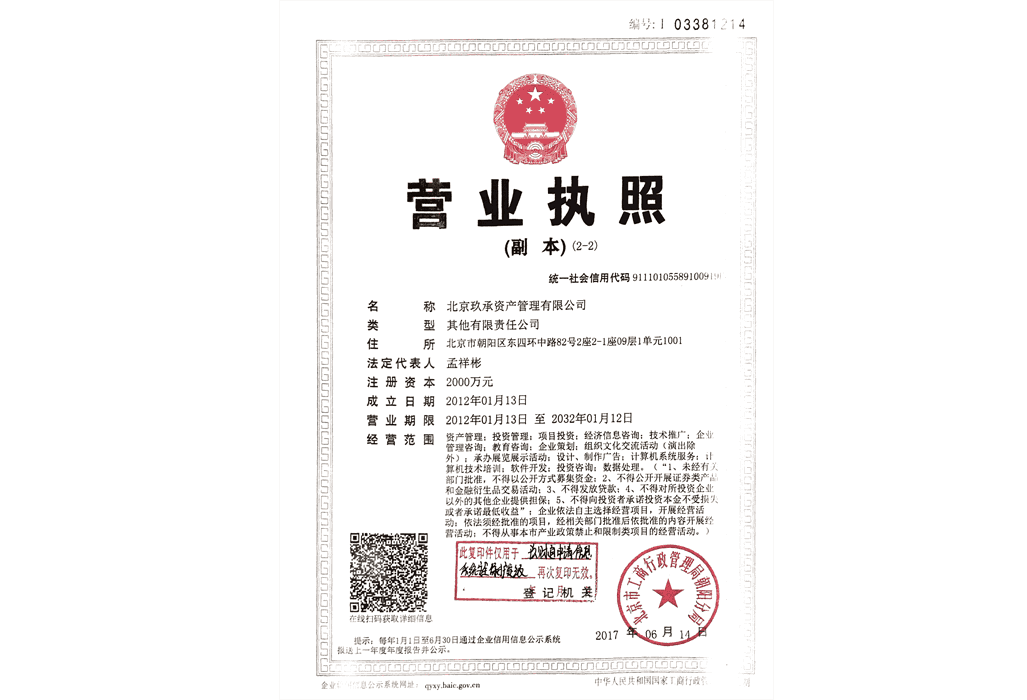 编号: 1 03381214
营业执照
(副 本) (2-2)
统一社会信用代码 911101055891009
名 称 北京玖承资产管理有限公司
类 型 其他有限责任公司
住 所 北京市朝阳区东四环中路82号2座2-1座09层1单元1001
法定代表人 孟祥彬
注册资本 2000万元
成立日期 2012年01月13日
营业期限 2012年01月13日 至 2032年01月12日
经营范围 资产管理；投资管理；项目投资；经济信息咨询；技术推广；企业
管理咨询；教育咨询；企业策划；组织文化交流活动（演出除
外）；承办展览展示活动；设计、制作广告；计算机系统服务；计
算机技术培训；软件开发；投资咨询；数据处理。（“1、未经有关
部门批准，不得以公开方式募集资金；2、不得公开开展证券类产品
和金融衍生品交易活动；3、不得发放贷款；4、不得对所投资企业
以外的其他企业提供担保；5、不得向投资者承诺投资本金不受损失
或者承诺最低收益”；企业依法自主选择经营项目，开展经营活
动；依法须经批准的项目，经相关部门批准后依批准的内容开展经
营活动；不得从事本市产业政策禁止和限制类项目的经营活动。）
此复印件仅用于
再次复印无效。
登记机关
北京市工商行政管理局朝阳分局
2017 年 06 月 14 日
在线扫码获取详细信息
提示：每年1月1日至6月30日通过企业信用信息公示系统
报送上一年度年度报告并公示。
企业信用信息公示系统网址： qyxy.baic.gov.cn
中华人民共和国国家工商行政管